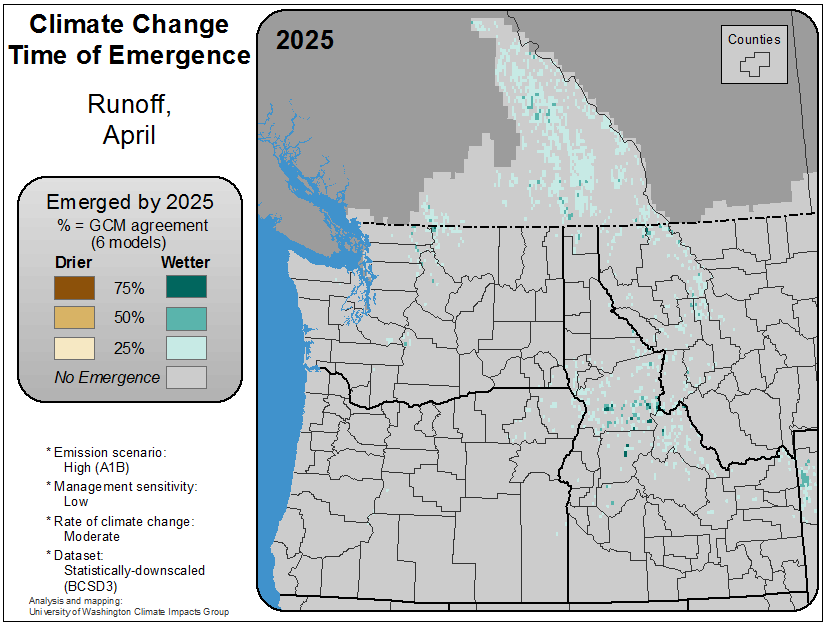 Climate Change
Time of Emergence
Runoff,
April
Emerged by 2025
% = GCM agreement
(6 models)
Drier Wetter
75%
50%
25%
No Emergence
* Emission scenario:
High (A1B)
* Management sensitivity:
Low
* Rate of climate change:
Moderate
* Dataset:
Statistically-downscaled
(BCSD3)
Analysis and mapping:
University of Washington Climate Impacts Group
2025
Counties